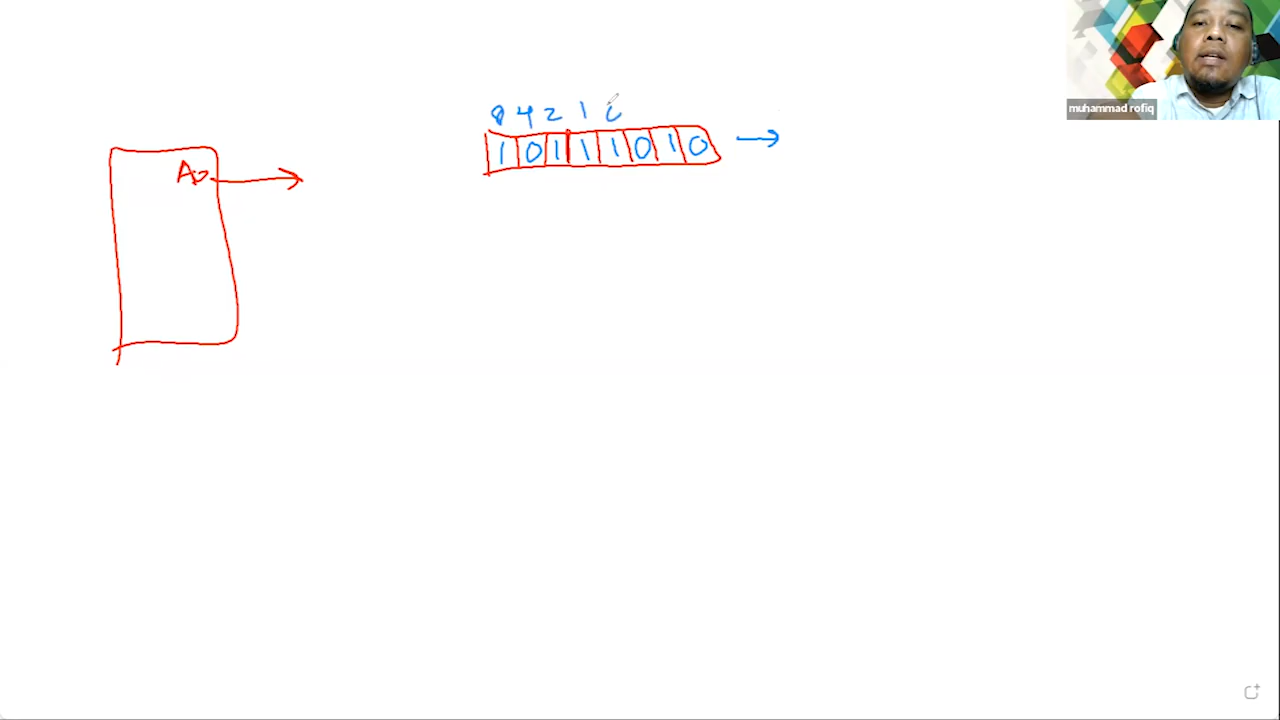 muhammad rofiq
8 4 2 1
1 0 1 1 1 0 1 0 →
A0 →